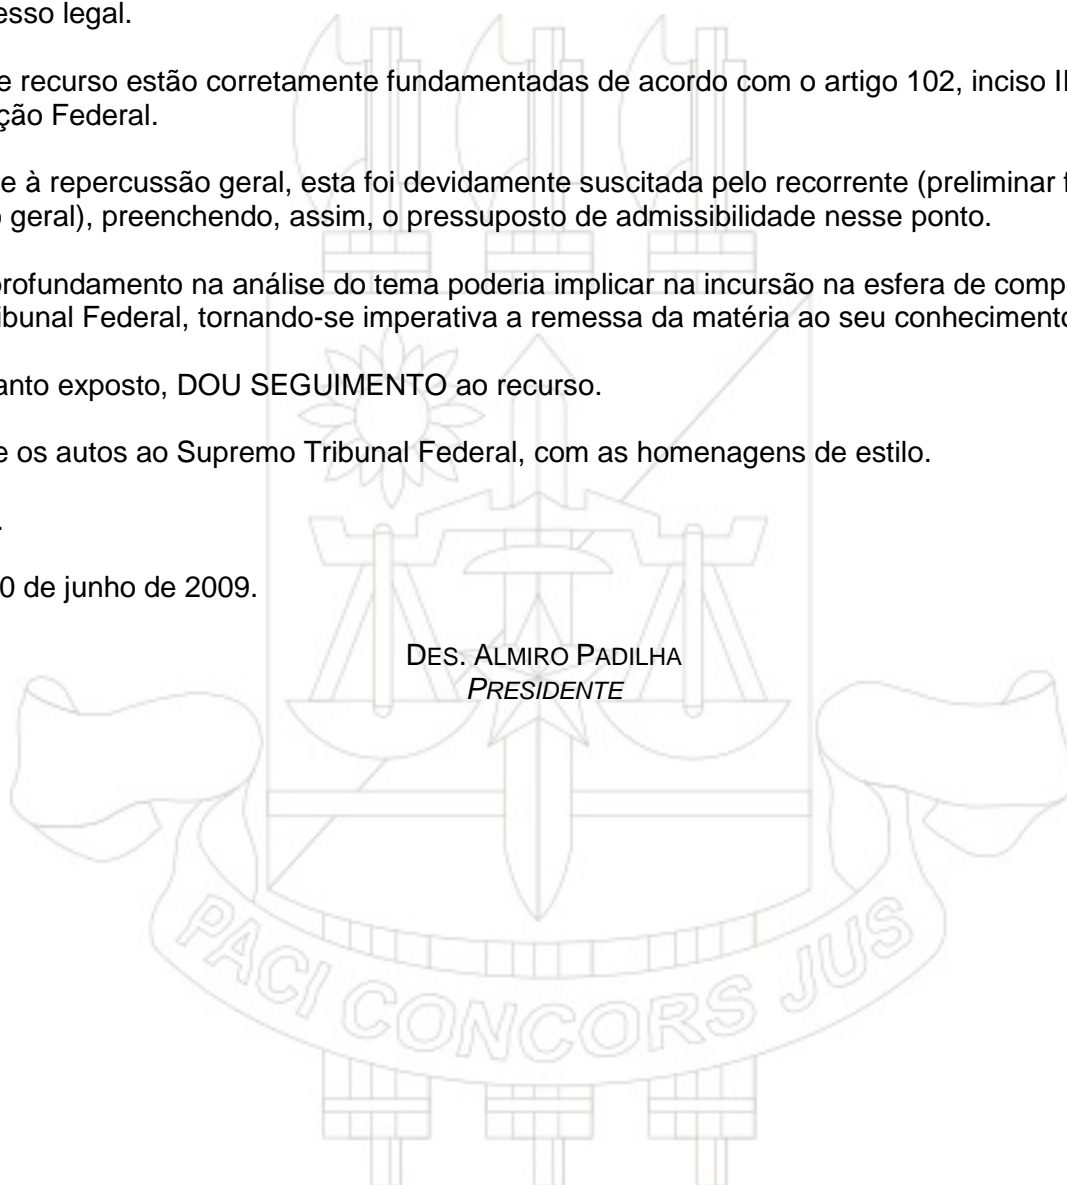 esso legal.
e recurso estão corretamente fundamentadas de acordo com o artigo 102, inciso
ção Federal.
e à repercussão geral, esta foi devidamente suscitada pelo recorrente (preliminar
o geral), preenchendo, assim, o pressuposto de admissibilidade nesse ponto.
profundamento na análise do tema poderia implicar na incursão na esfera de comp
ibunal Federal, tornando-se imperativa a remessa da matéria ao seu conhecimento
anto exposto, DOU SEGUIMENTO ao recurso.
e os autos ao Supremo Tribunal Federal, com as homenagens de estilo.
.
0 de junho de 2009.
DES. ALMIRO PADILHA
PRESIDENTE
PACI CONCORS JUS